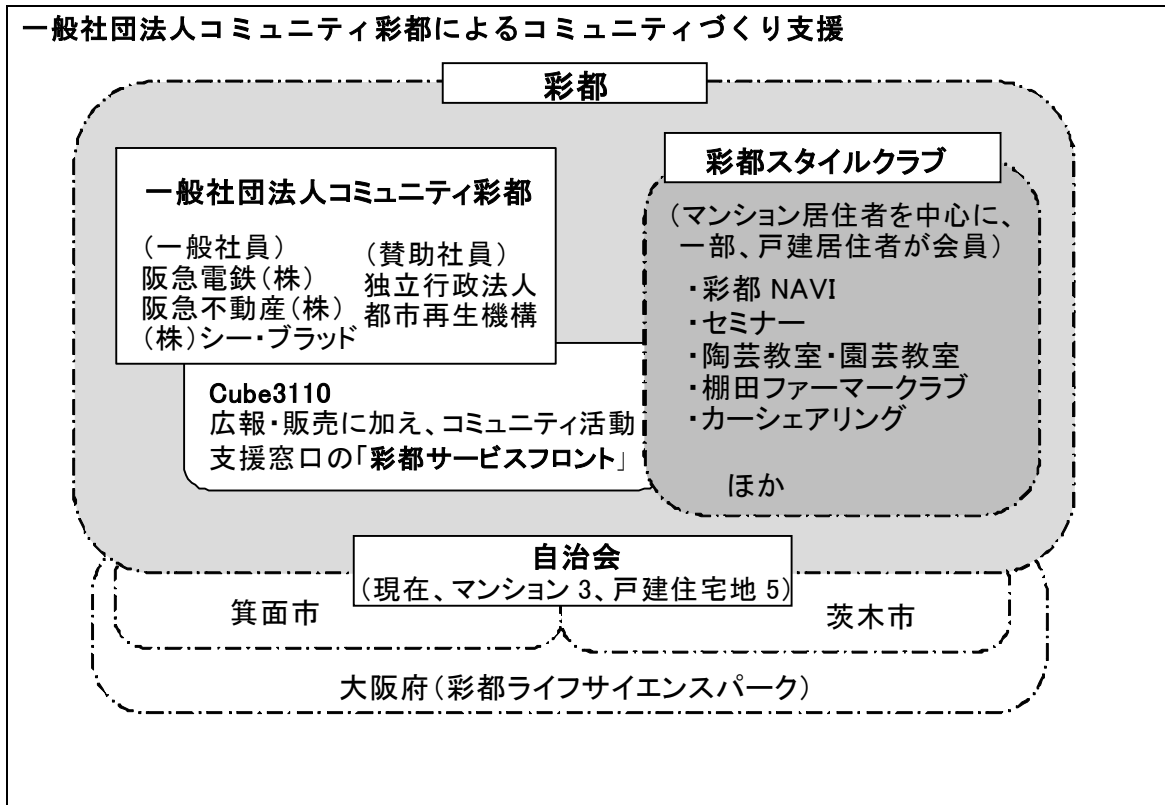 一般社団法人コミュニティ彩都によるコミュニティづくり支援
彩都
一般社団法人コミュニティ彩都
（一般社員）
阪急電鉄（株）
阪急不動産（株）
（株）シー・ブラッド
（賛助社員）
独立行政法人
都市再生機構
Cube3110
広報・販売に加え、コミュニティ活動
支援窓口の「彩都サービスフロント」
彩都スタイルクラブ
（マンション居住者を中心に、
一部、戸建居住者が会員）
・彩都 NAVI
・セミナー
・陶芸教室・園芸教室
・棚田ファーマークラブ
・カーシェアリング
ほか
自治会
（現在、マンション 3、戸建住宅地 5）
箕面市
茨木市
大阪府（彩都ライフサイエンスパーク）